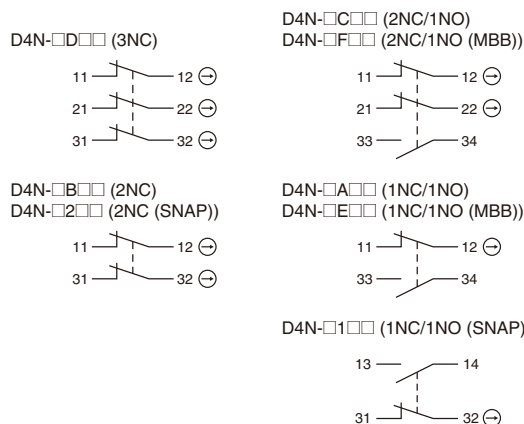 D4N-□D□□ (3NC)
11 12
21 22
31 32
D4N-□B□□ (2NC)
D4N-□2□□ (2NC (SNAP))
11 12
31 32
D4N-□C□□ (2NC/1NO)
D4N-□F□□ (2NC/1NO (MBB))
11 12
21 22
33 34
D4N-□A□□ (1NC/1NO)
D4N-□E□□ (1NC/1NO (MBB))
11 12
33 34
D4N-□1□□ (1NC/1NO (SNAP)
13 14
31 32